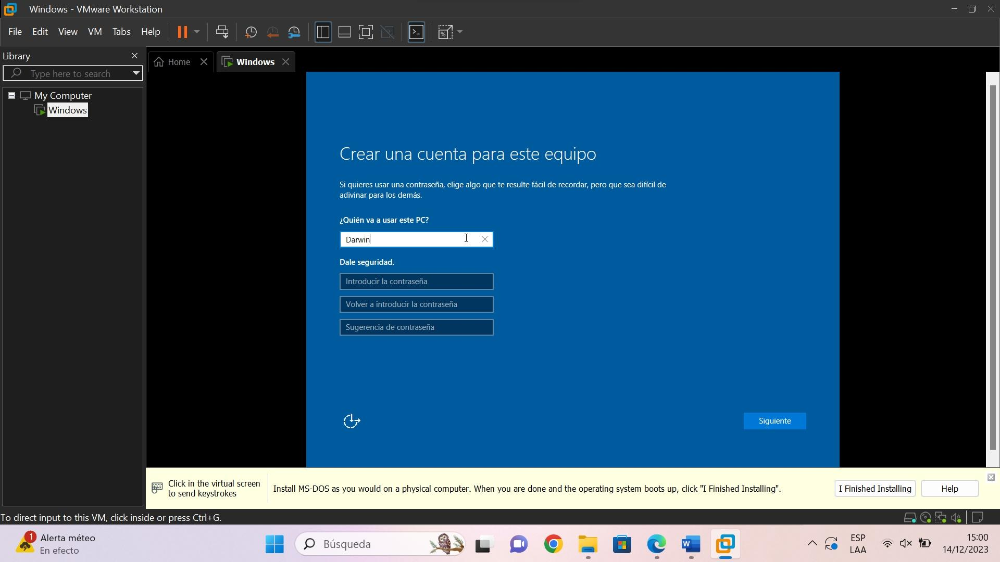 Windows - VMware Workstation
File Edit View VM Tabs Help
Library
Home
Windows
Type here to search
My Computer
Windows
Crear una cuenta para este equipo
Si quieres usar una contraseña, elige algo que te resulte fácil de recordar, pero que sea difícil de
adivinar para los demás.
¿Quién va a usar este PC?
Darwin
Dale seguridad.
Introducir la contraseña
Volver a introducir la contraseña
Sugerencia de contraseña
Siguiente
Click in the virtual screen
to send keystrokes
Install MS-DOS as you would on a physical computer. When you are done and the operating system boots up, click "I Finished Installing".
I Finished Installing
Help
To direct input to this VM, click inside or press Ctrl+G.
1
Alerta méteo
En efecto
Búsqueda
ESP
LAA
15:00
14/12/2023